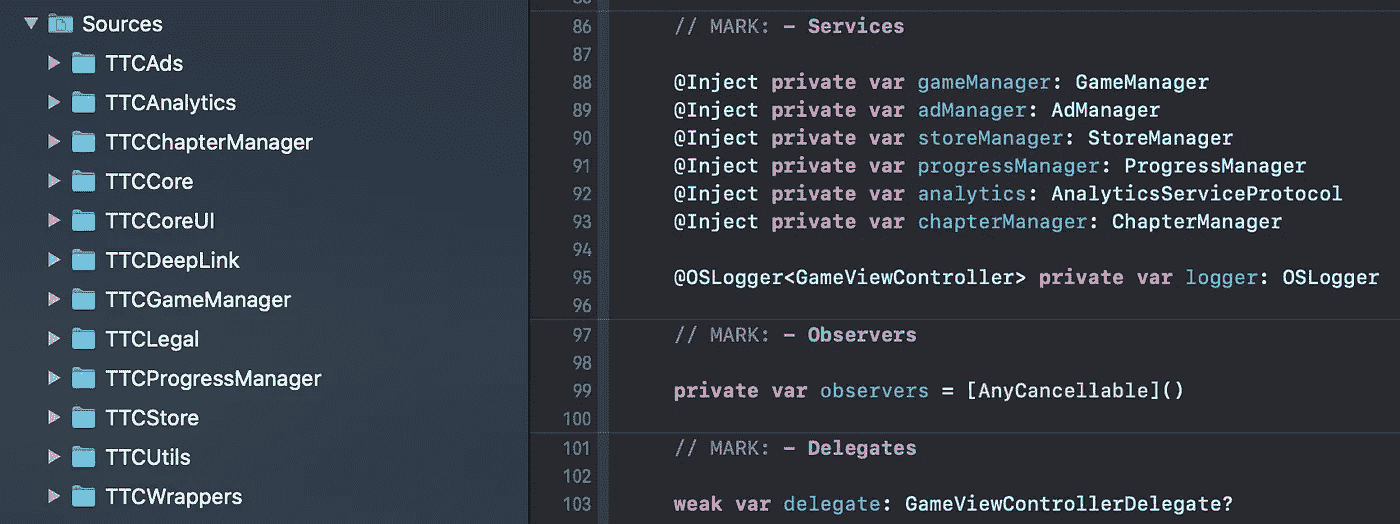 Sources
TTCAds
TTCAnalytics
TTCChapterManager
TTCCore
TTCCoreUI
TTCDeepLink
TTCGameManager
TTCLegal
TTCProgressManager
TTCStore
TTCUtils
TTCWrappers
86 // MARK: - Services
87
88 @Inject private var gameManager: GameManager
89 @Inject private var adManager: AdManager
90 @Inject private var storeManager: StoreManager
91 @Inject private var progressManager: ProgressManager
92 @Inject private var analytics: AnalyticsServiceProtocol
93 @Inject private var chapterManager: ChapterManager
94
95 @OSLogger<GameViewController> private var logger: OSLogger
96
97 // MARK: - Observers
98
99 private var observers = [AnyCancellable]()
100
101 // MARK: - Delegates
102
103 weak var delegate: GameViewControllerDelegate?